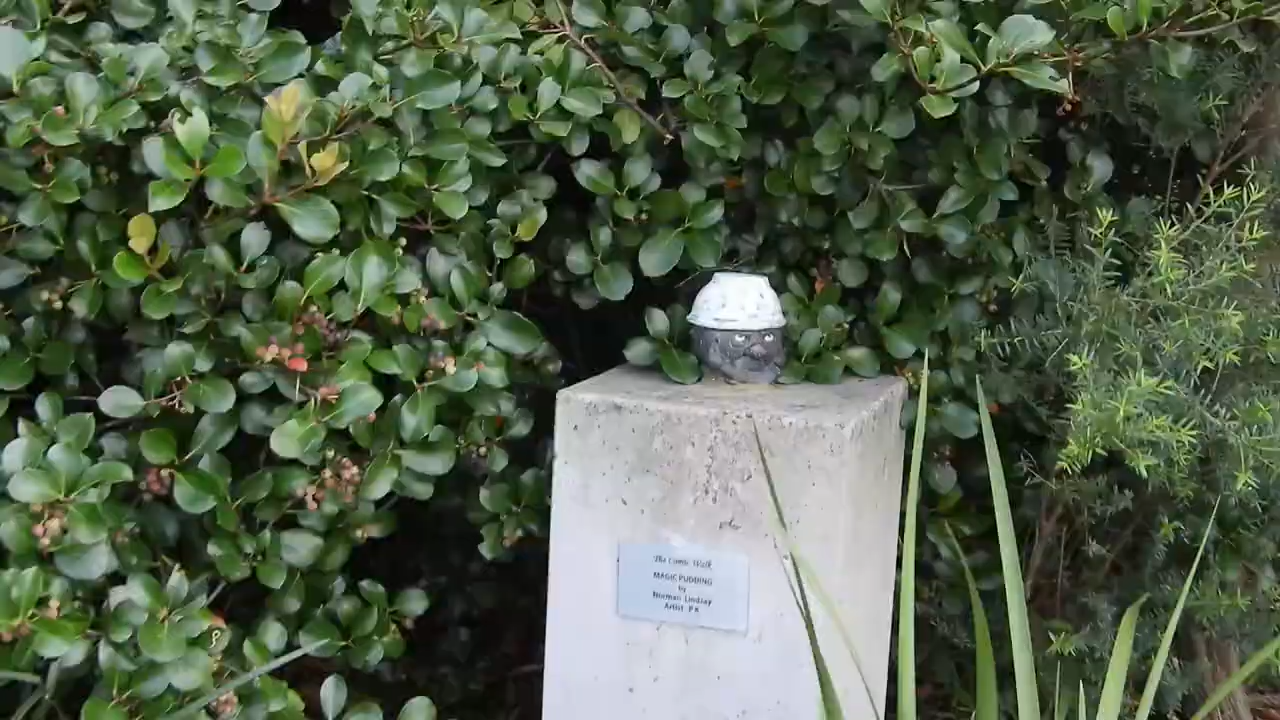 The Comic Walk
MAGIC PUDDING
by
Norman Lindsay
Artist